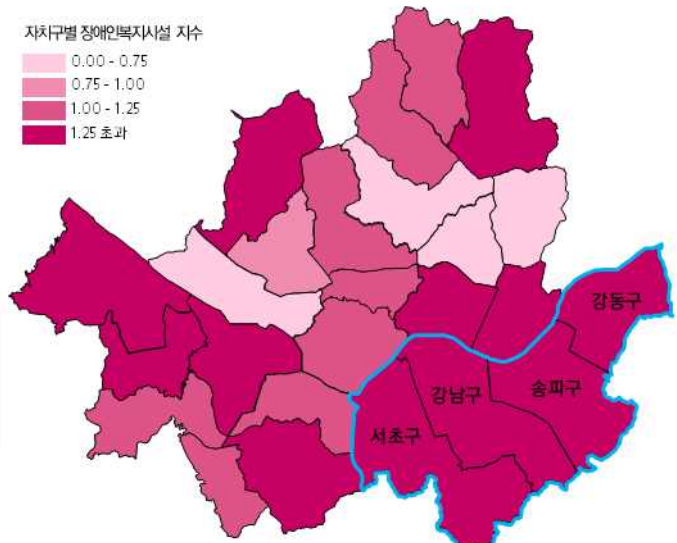 자치구별 장애인복지시설 지수
0.00 - 0.75
0.75 - 1.00
1.00 - 1.25
1.25 초과
강동구
송파구
강남구
서초구